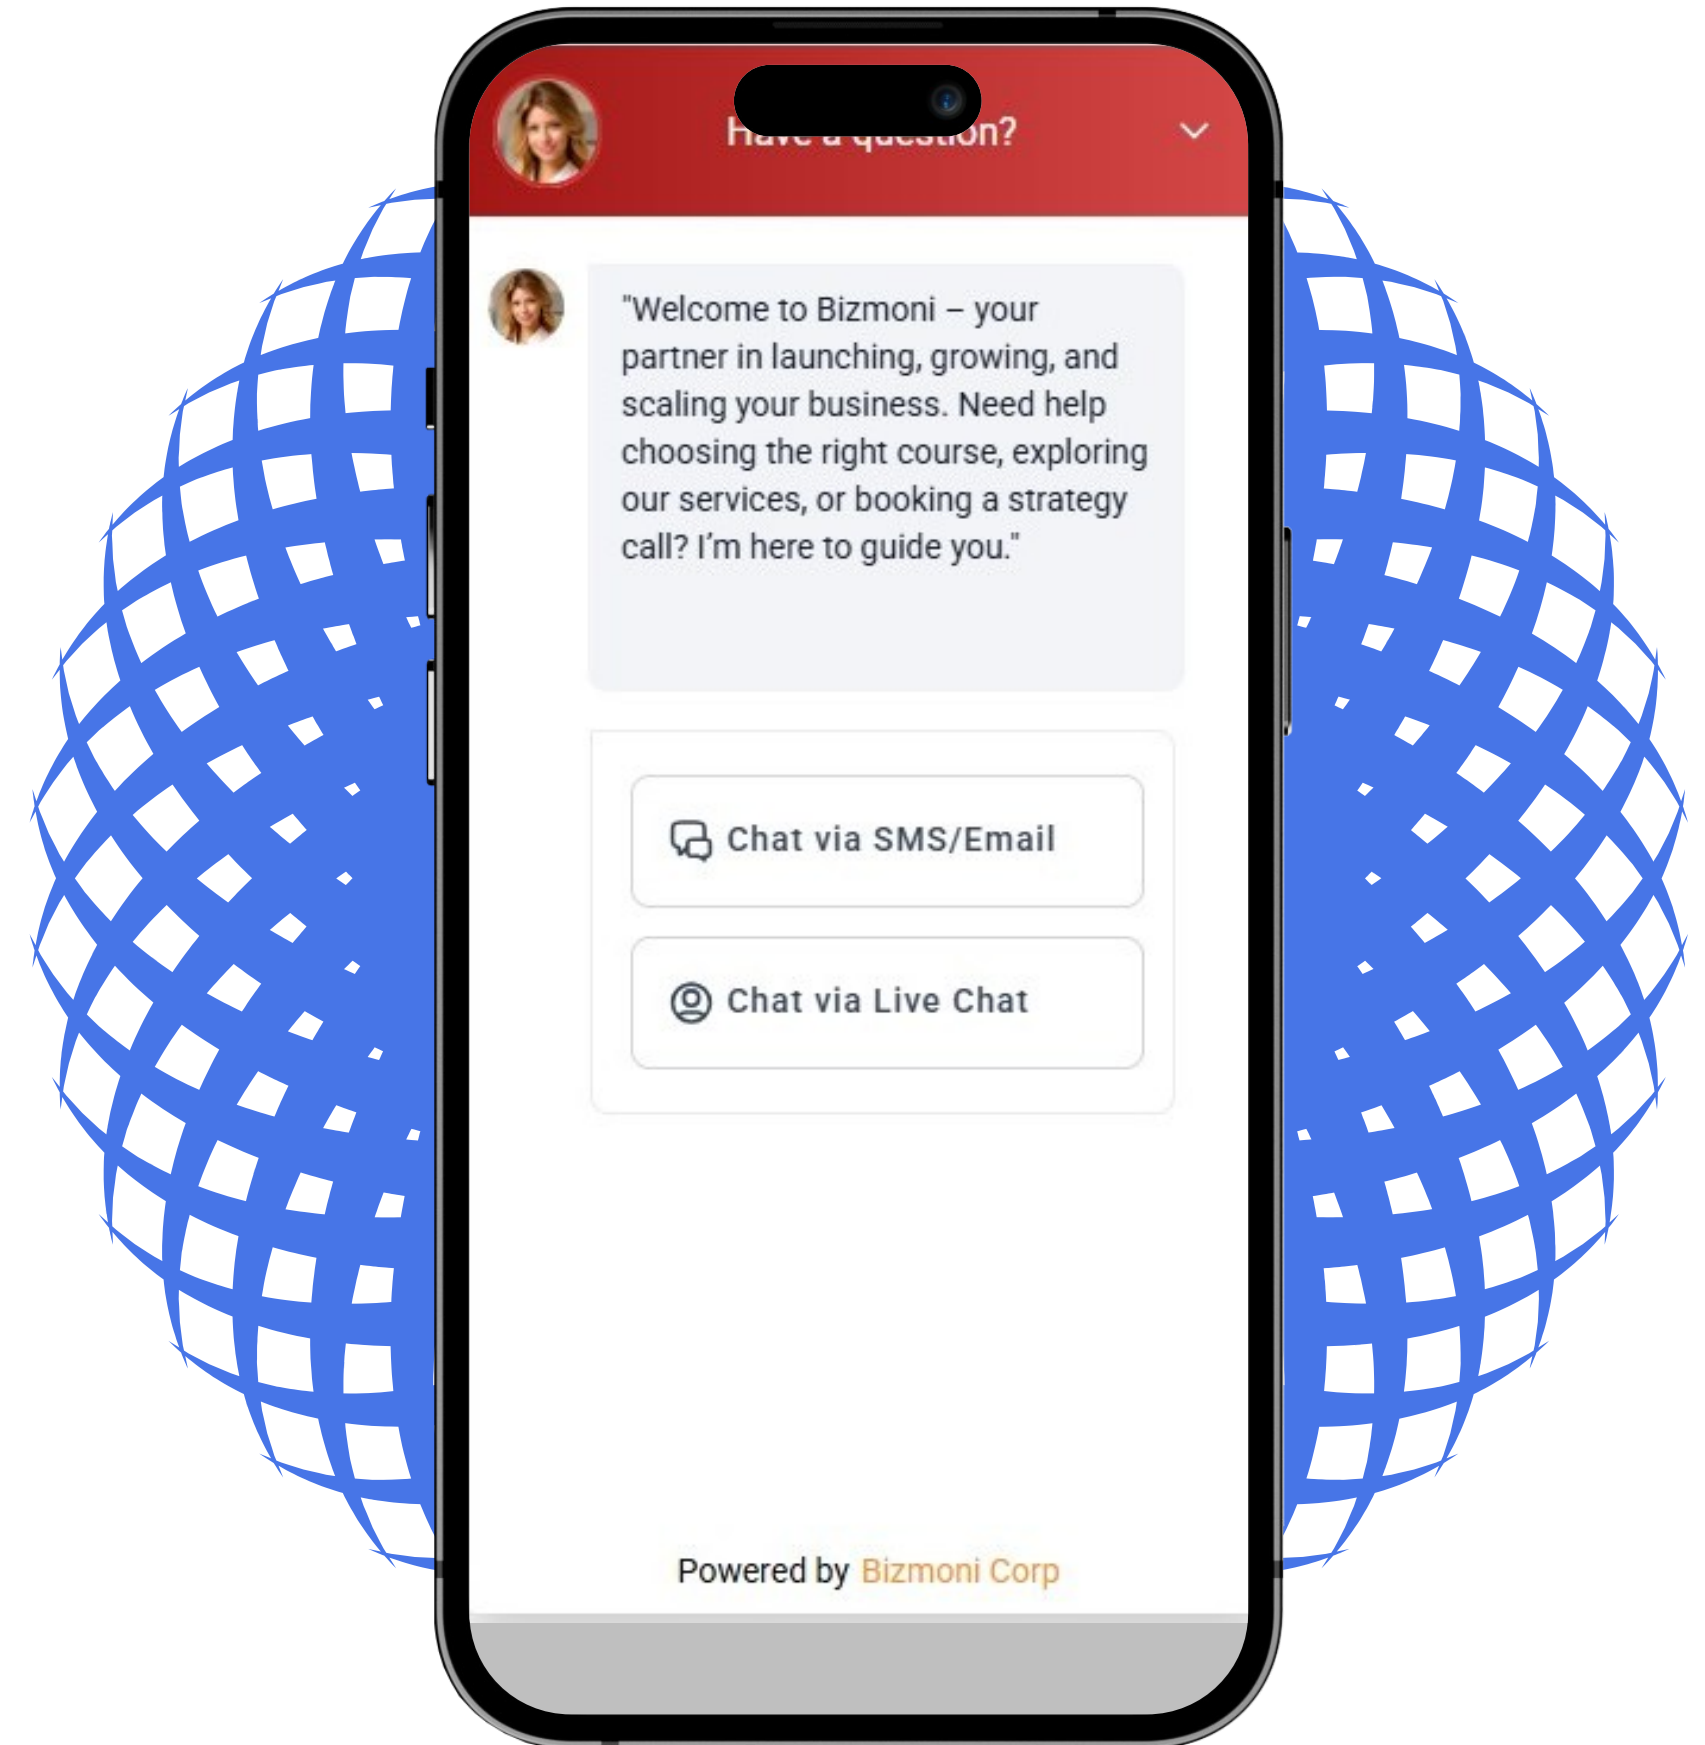 Have a question?
"Welcome to Bizmoni – your
partner in launching, growing, and
scaling your business. Need help
choosing the right course, exploring
our services, or booking a strategy
call? I’m here to guide you."
Chat via SMS/Email
Chat via Live Chat
Powered by Bizmoni Corp